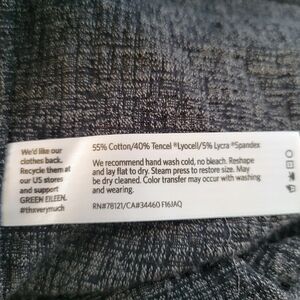 We'd like our
clothes back.
Recycle them at
our US stores
and support
GREEN EILEEN.
#thxverymuch
55% Cotton/40% Tencel ®Lyocell/5% Lycra ®Spandex
We recommend hand wash cold, no bleach. Reshape
and lay flat to dry. Steam press to restore size. May
be dry cleaned. Color transfer may occur with washing
and wearing.
RN#78121/CA#34460 F16JAQ